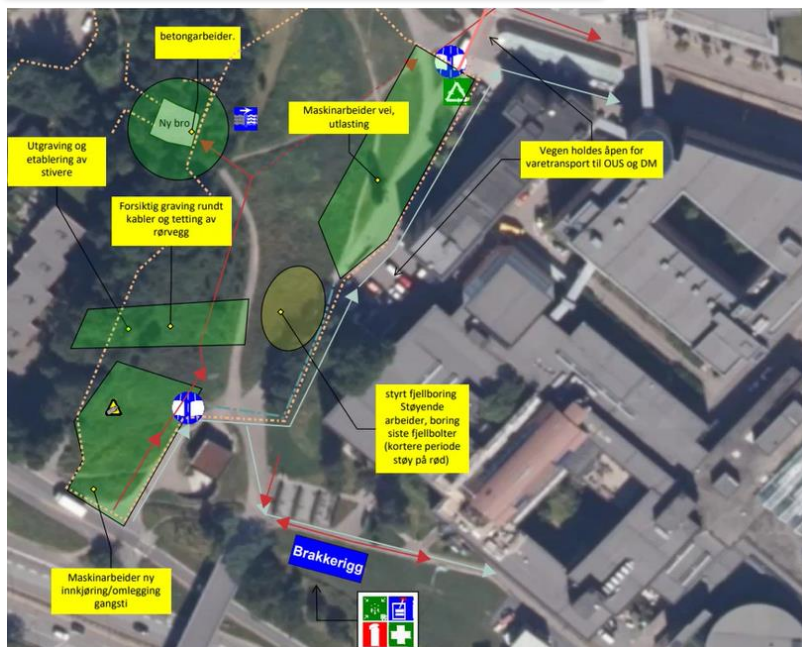 betongarbeider.
Ny bro
Maskinarbeider vei,
utlasting
Vegen holdes åpen for
varetransport til OUS og DM
Utgraving og
etablering av
stivere
Forsiktig graving rundt
kabler og tetting av
rørvegg
styrt fjellboring
Støyende
arbeider, boring
siste fjellbolter
(kortere periode
støy på rød)
Brakkerigg
Maskinarbeider ny
innkjøring/omlegging
gangsti